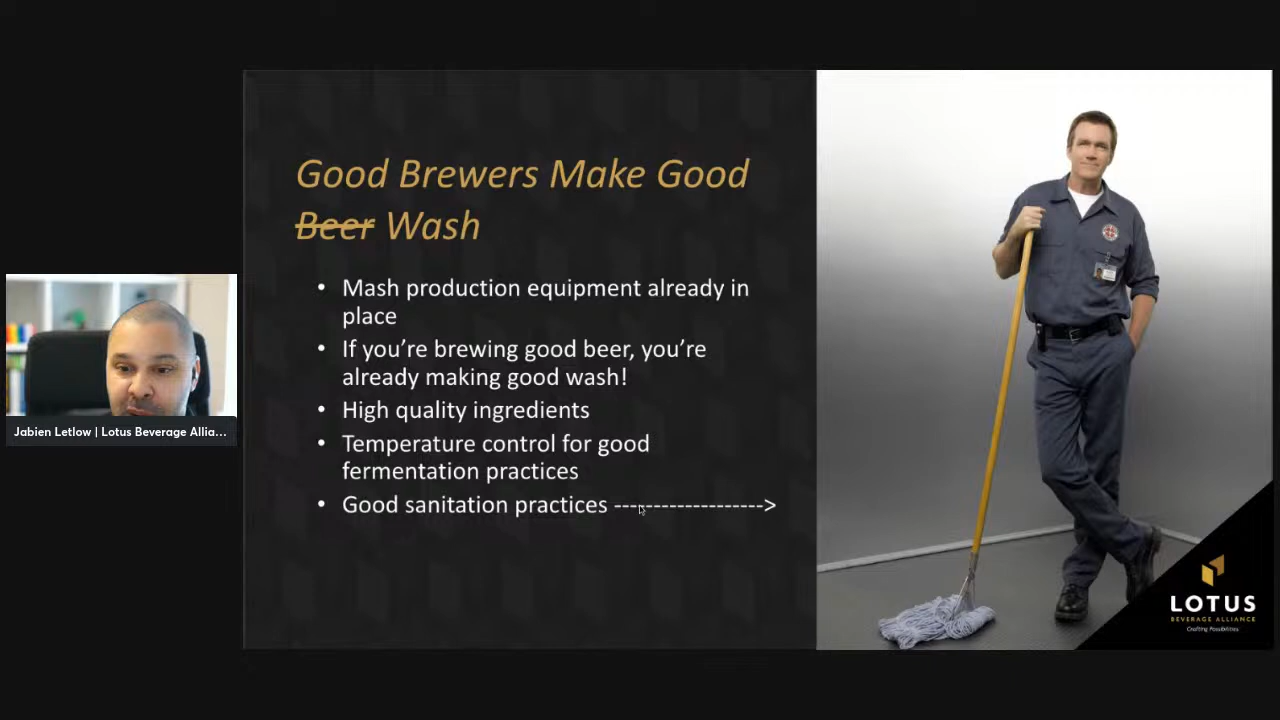 Good Brewers Make Good
Beer Wash
• Mash production equipment already in
place
• If you’re brewing good beer, you’re
already making good wash!
• High quality ingredients
• Temperature control for good
fermentation practices
• Good sanitation practices ------------------->
Jabien Letlow | Lotus Beverage Allia...
LOTUS
BEVERAGE ALLIANCE
Crafting Possibilities